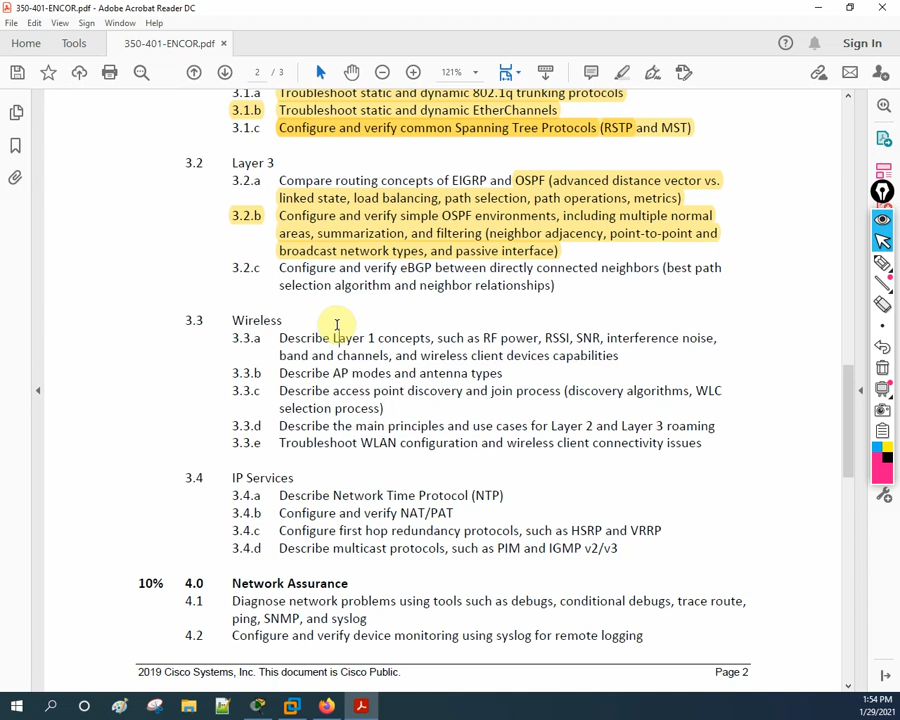 350-401-ENCOR.pdf - Adobe Acrobat Reader DC
File Edit View Sign Window Help
Home Tools 350-401-ENCOR.pdf × Sign In
2 / 3 121%
3.1.a Troubleshoot static and dynamic 802.1q trunking protocols
3.1.b Troubleshoot static and dynamic EtherChannels
3.1.c Configure and verify common Spanning Tree Protocols (RSTP and MST)
3.2 Layer 3
3.2.a Compare routing concepts of EIGRP and OSPF (advanced distance vector vs.
linked state, load balancing, path selection, path operations, metrics)
3.2.b Configure and verify simple OSPF environments, including multiple normal
areas, summarization, and filtering (neighbor adjacency, point-to-point and
broadcast network types, and passive interface)
3.2.c Configure and verify eBGP between directly connected neighbors (best path
selection algorithm and neighbor relationships)
3.3 Wireless
3.3.a Describe Layer 1 concepts, such as RF power, RSSI, SNR, interference noise,
band and channels, and wireless client devices capabilities
3.3.b Describe AP modes and antenna types
3.3.c Describe access point discovery and join process (discovery algorithms, WLC
selection process)
3.3.d Describe the main principles and use cases for Layer 2 and Layer 3 roaming
3.3.e Troubleshoot WLAN configuration and wireless client connectivity issues
3.4 IP Services
3.4.a Describe Network Time Protocol (NTP)
3.4.b Configure and verify NAT/PAT
3.4.c Configure first hop redundancy protocols, such as HSRP and VRRP
3.4.d Describe multicast protocols, such as PIM and IGMP v2/v3
10% 4.0 Network Assurance
4.1 Diagnose network problems using tools such as debugs, conditional debugs, trace route,
ping, SNMP, and syslog
4.2 Configure and verify device monitoring using syslog for remote logging
2019 Cisco Systems, Inc. This document is Cisco Public. Page 2
1:54 PM
1/29/2021